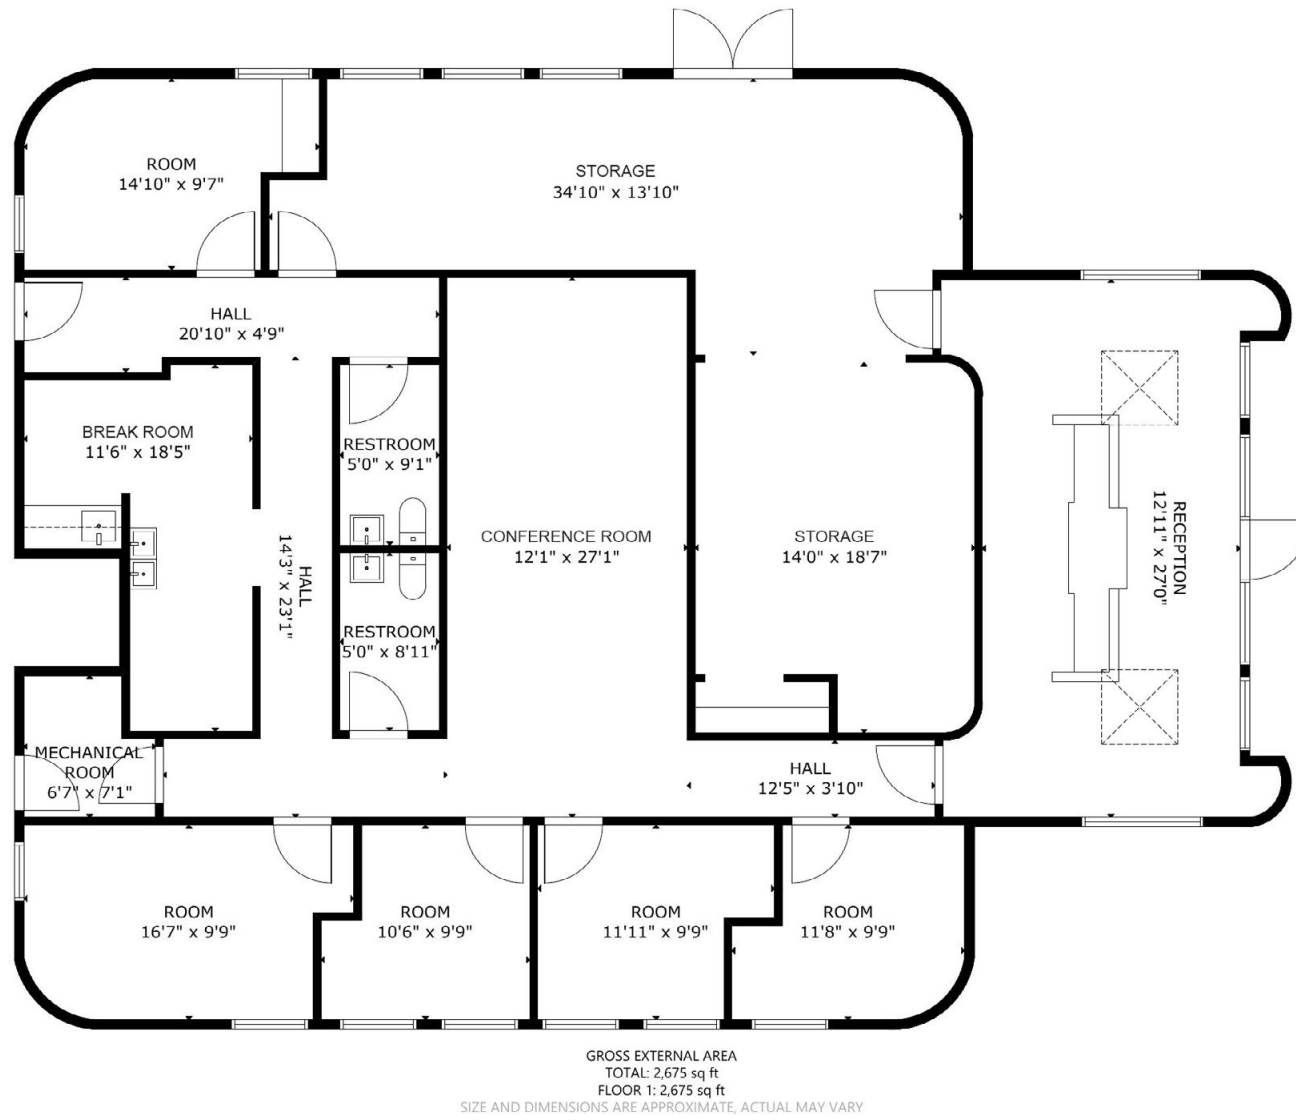 ROOM
14'10" x 9'7"
STORAGE
34'10" x 13'10"
HALL
20'10" x 4'9"
BREAK ROOM
11'6" x 18'5"
RESTROOM
5'0" x 9'1"
HALL
14'3" x 23'1"
CONFERENCE ROOM
12'1" x 27'1"
STORAGE
14'0" x 18'7"
RECEPTION
12'11" x 27'0"
RESTROOM
5'0" x 8'11"
MECHANICAL
ROOM
6'7" x 7'1"
HALL
12'5" x 3'10"
ROOM
16'7" x 9'9"
ROOM
10'6" x 9'9"
ROOM
11'11" x 9'9"
ROOM
11'8" x 9'9"
GROSS EXTERNAL AREA
TOTAL: 2,675 sq ft
FLOOR 1: 2,675 sq ft
SIZE AND DIMENSIONS ARE APPROXIMATE, ACTUAL MAY VARY